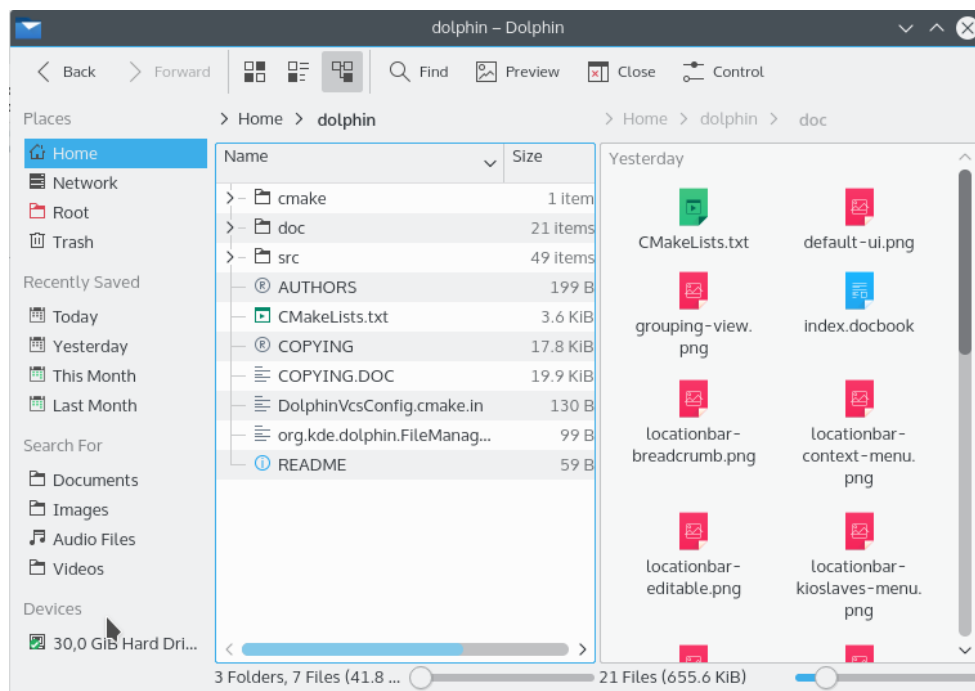 dolphin – Dolphin
Back Forward Find Preview Close Control
Places
Home
Network
Root
Trash
Recently Saved
Today
Yesterday
This Month
Last Month
Search For
Documents
Images
Audio Files
Videos
Devices
30,0 GiB Hard Dri...
> Home > dolphin
Name Size
cmake 1 item
doc 21 items
src 49 items
AUTHORS 199 B
CMakeLists.txt 3.6 KiB
COPYING 17.8 KiB
COPYING.DOC 19.9 KiB
DolphinVcsConfig.cmake.in 130 B
org.kde.dolphin.FileManag... 99 B
README 59 B
3 Folders, 7 Files (41.8 ...
> Home > dolphin > doc
Yesterday
CMakeLists.txt
default-ui.png
grouping-view.
png
index.docbook
locationbar-
breadcrumb.png
locationbar-
context-menu.
png
locationbar-
editable.png
locationbar-
kioslaves-menu.
png
21 Files (655.6 KiB)